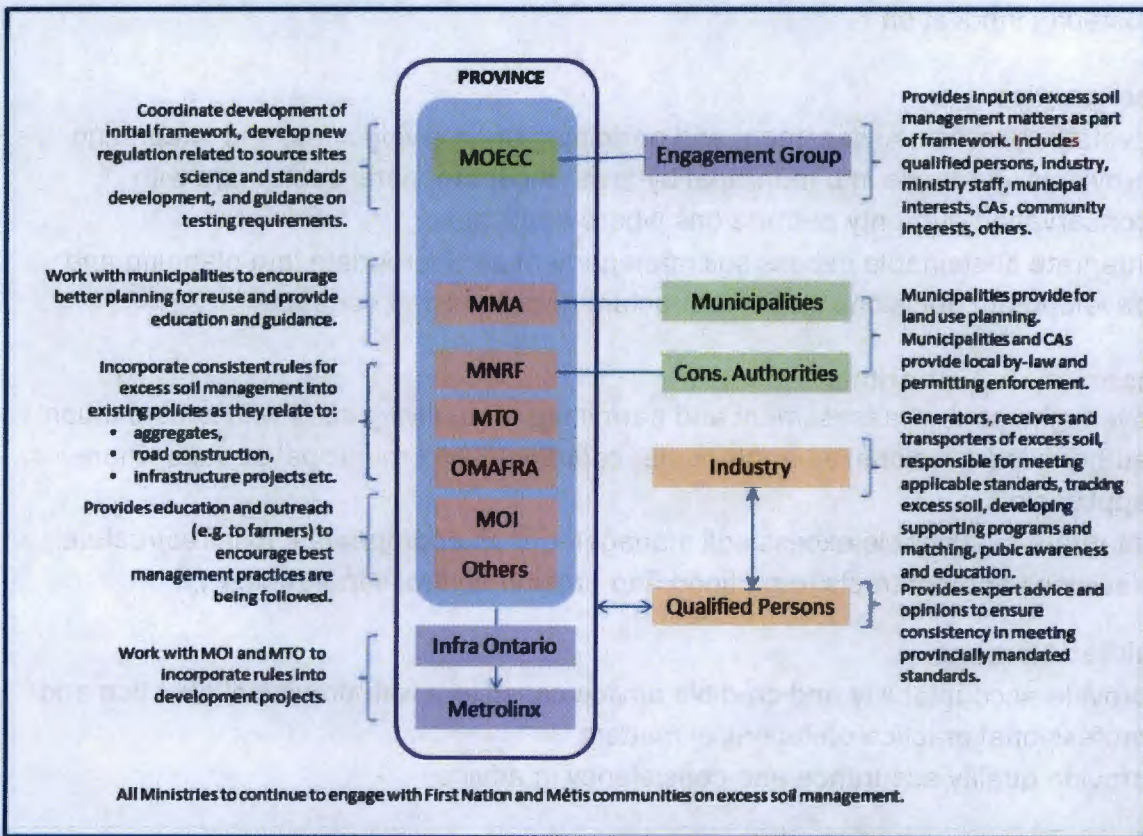 PROVINCE
Coordinate development of
initial framework, develop new
regulation related to source sites
science and standards
development, and guidance on
testing requirements.
Work with municipalities to encourage
better planning for reuse and provide
education and guidance.
Incorporate consistent rules for
excess soil management into
existing policies as they relate to:
• aggregates,
• road construction,
• infrastructure projects etc.
Provides education and outreach
(e.g. to farmers) to
encourage best
management practices are
being followed.
Work with MOI and MTO to
incorporate rules into
development projects.
MOECC
MMA
MNRF
MTO
OMAFRA
MOI
Others
Infra Ontario
Metrolinx
Engagement Group
Municipalities
Cons. Authorities
Industry
Qualified Persons
Provides input on excess soil
management matters as part
of framework. Includes
qualified persons, industry,
ministry staff, municipal
interests, CAs, community
interests, others.
Municipalities provide for
land use planning.
Municipalities and CAs
provide local by-law and
permitting enforcement.
Generators, receivers and
transporters of excess soil,
responsible for meeting
applicable standards, tracking
excess soil, developing
supporting programs and
matching, pubic awareness
and education.
Provides expert advice and
opinions to ensure
consistency in meeting
provincially mandated
standards.
All Ministries to continue to engage with First Nation and Métis communities on excess soil management.